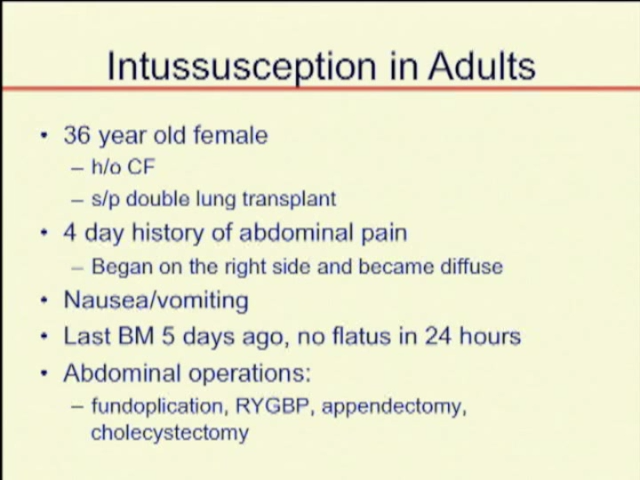 Intussusception in Adults
• 36 year old female
– h/o CF
– s/p double lung transplant
• 4 day history of abdominal pain
– Began on the right side and became diffuse
• Nausea/vomiting
• Last BM 5 days ago, no flatus in 24 hours
• Abdominal operations:
– fundoplication, RYGBP, appendectomy,
cholecystectomy